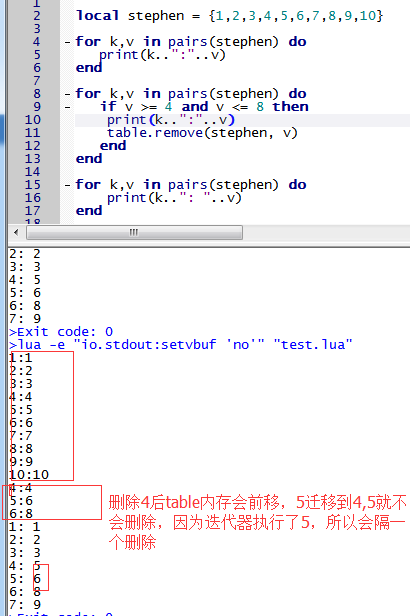 1
2 local stephen = {1,2,3,4,5,6,7,8,9,10}
3
4 for k,v in pairs(stephen) do
5 print(k..":"..v)
6 end
7
8 for k,v in pairs(stephen) do
9 if v >= 4 and v <= 8 then
10 print(k..":"..v)
11 table.remove(stephen, v)
12 end
13 end
14
15 for k,v in pairs(stephen) do
16 print(k..": "..v)
17 end
18
2: 2
3: 3
4: 5
5: 6
6: 8
7: 9
>Exit code: 0
>lua -e "io.stdout:setvbuf 'no'" "test.lua"
1:1
2:2
3:3
4:4
5:5
6:6
7:7
8:8
9:9
10:10
4:4
5:6
6:8
删除4后table内存会前移，5迁移到4,5就不
会删除，因为迭代器执行了5，所以会隔一
个删除
1: 1
2: 2
3: 3
4: 5
5: 6
6: 8
7: 9
>Exit code: 0